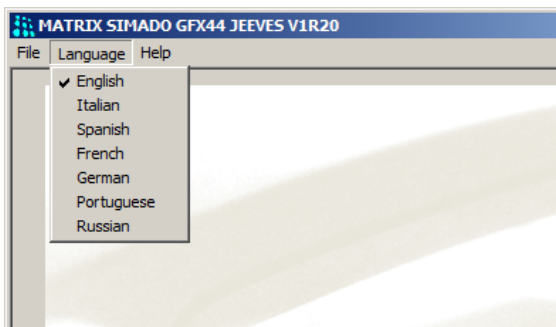 MATRIX SIMADO GFX44 JEEVES V1R20
File Language Help
English
Italian
Spanish
French
German
Portuguese
Russian